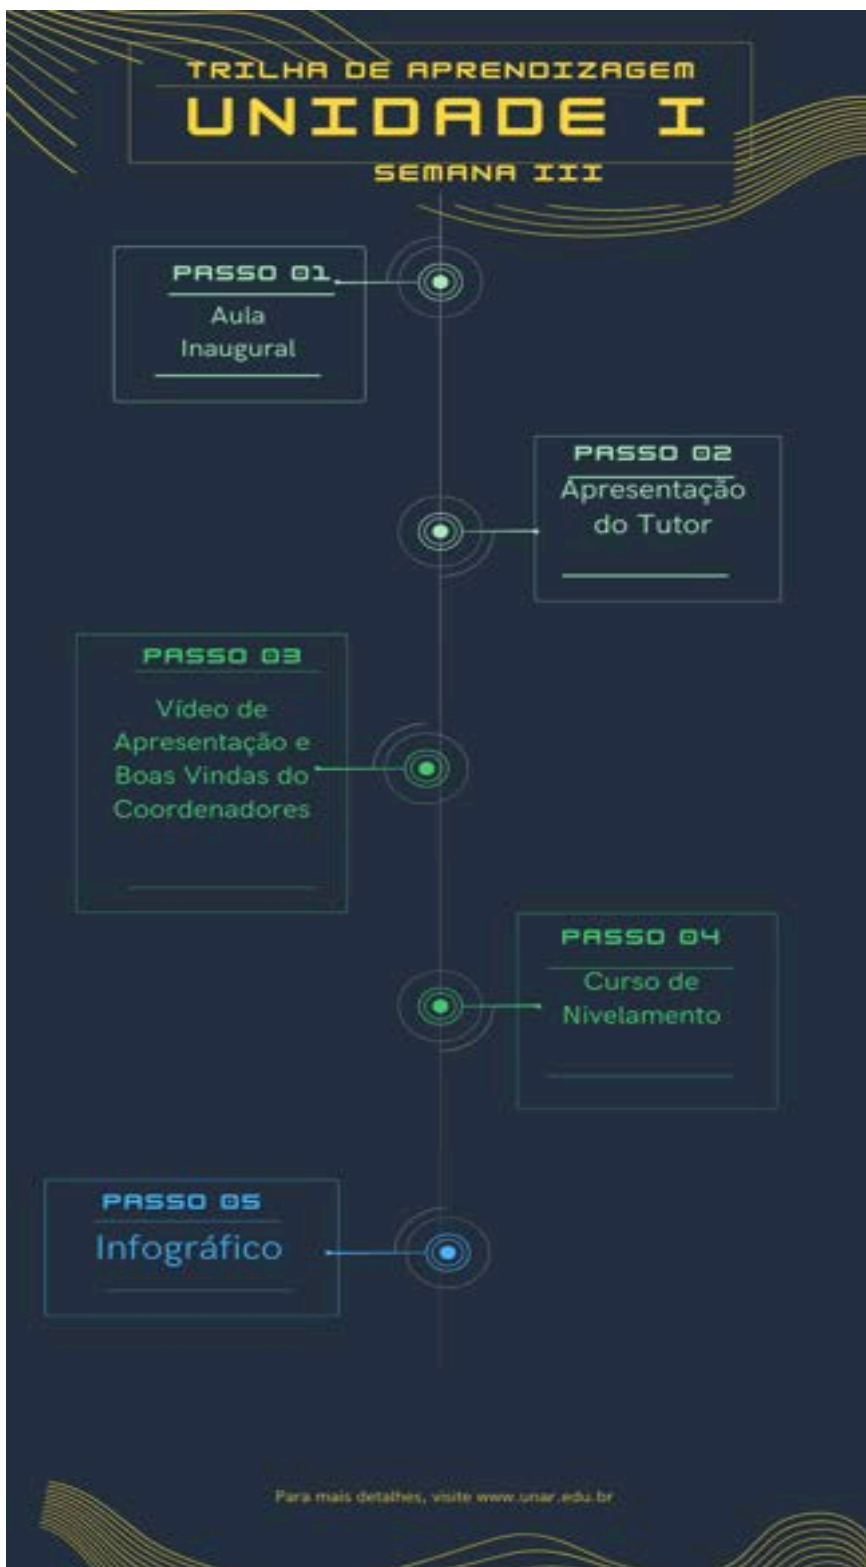 TRILHA DE APRENDIZAGEM
UNIDADE I
SEMANA III
PASSO 01
Aula
Inaugural
PASSO 02
Apresentação
do Tutor
PASSO 03
Vídeo de
Apresentação e
Boas Vindas do
Coordenadores
PASSO 04
Curso de
Nivelamento
PASSO 05
Infográfico
Para mais detalhes, visite www.unar.edu.br